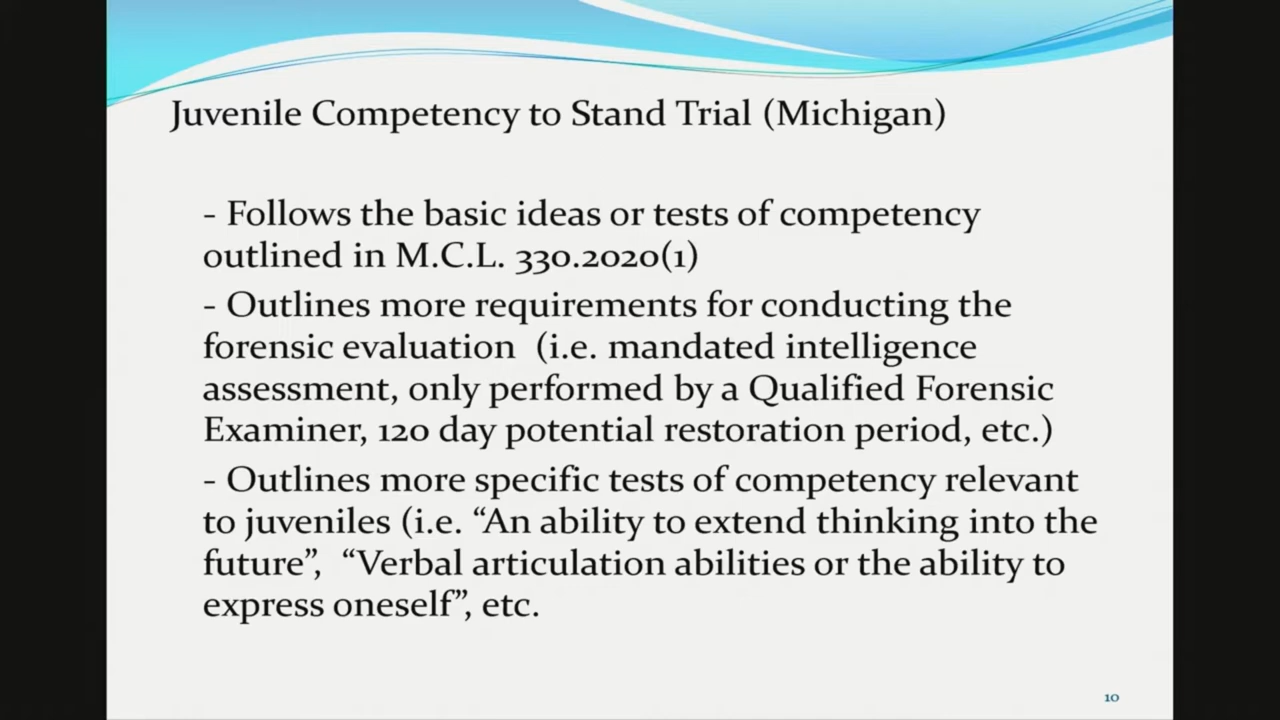 Juvenile Competency to Stand Trial (Michigan)
- Follows the basic ideas or tests of competency
outlined in M.C.L. 330.2020(1)
- Outlines more requirements for conducting the
forensic evaluation  (i.e. mandated intelligence
assessment, only performed by a Qualified Forensic
Examiner, 120 day potential restoration period, etc.)
- Outlines more specific tests of competency relevant
to juveniles (i.e. “An ability to extend thinking into the
future”,  “Verbal articulation abilities or the ability to
express oneself”, etc.
10